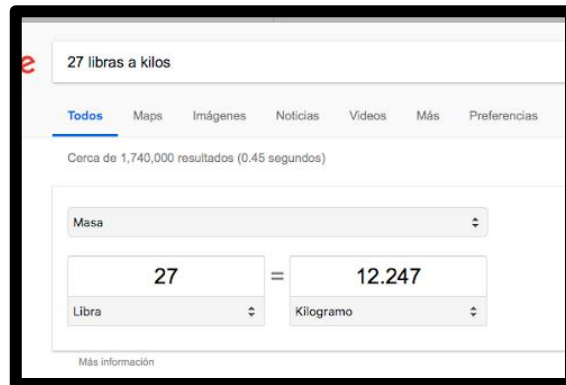 e
27 libras a kilos
Todos Maps Imágenes Noticias Videos Más Preferencias
Cerca de 1,740,000 resultados (0.45 segundos)
Masa
27 = 12.247
Libra Kilogramo
Más información